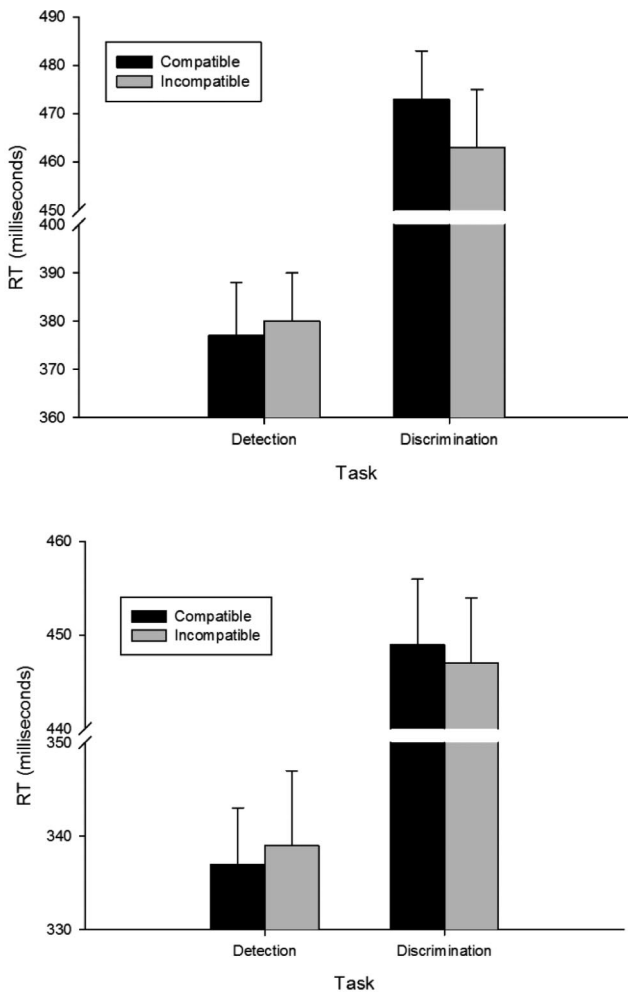 490
480
470
460
450
400
390
380
370
360
RT (milliseconds)
Compatible
Incompatible
Detection
Discrimination
Task
460
450
440
350
340
330
RT (milliseconds)
Compatible
Incompatible
Detection
Discrimination
Task